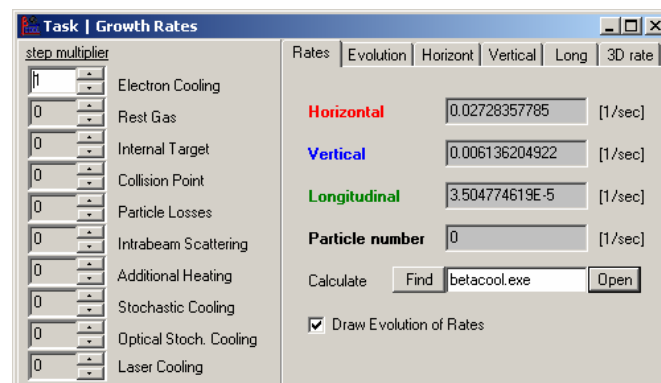 Task | Growth Rates
step multiplier
1 Electron Cooling
0 Rest Gas
0 Internal Target
0 Collision Point
0 Particle Losses
0 Intrabeam Scattering
0 Additional Heating
0 Stochastic Cooling
0 Optical Stoch. Cooling
0 Laser Cooling
Rates Evolution Horizont Vertical Long 3D rate
Horizontal 0.02728357785 [1/sec]
Vertical 0.006136204922 [1/sec]
Longitudinal 3.504774619E-5 [1/sec]
Particle number 0 [1/sec]
Calculate Find betacool.exe Open
Draw Evolution of Rates